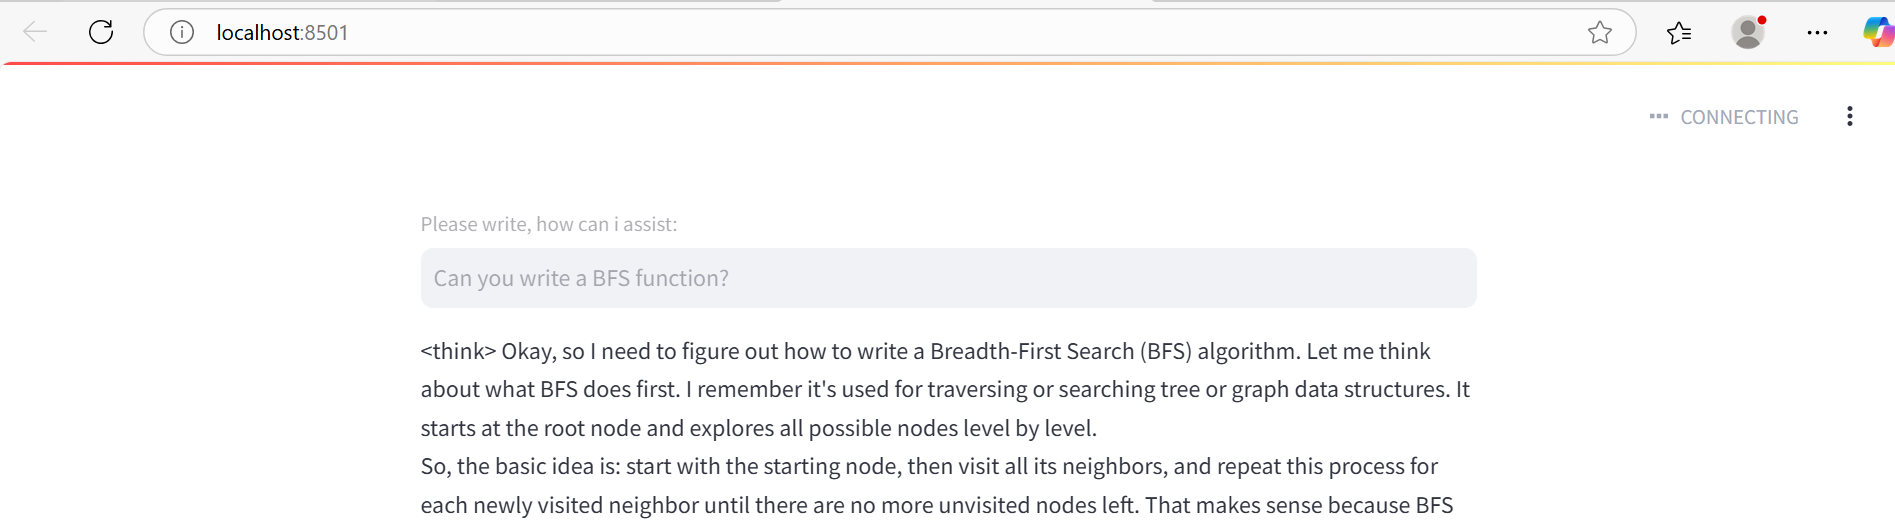 localhost:8501
CONNECTING
Please write, how can i assist:
Can you write a BFS function?
<think> Okay, so I need to figure out how to write a Breadth-First Search (BFS) algorithm. Let me think
about what BFS does first. I remember it's used for traversing or searching tree or graph data structures. It
starts at the root node and explores all possible nodes level by level.
So, the basic idea is: start with the starting node, then visit all its neighbors, and repeat this process for
each newly visited neighbor until there are no more unvisited nodes left. That makes sense because BFS